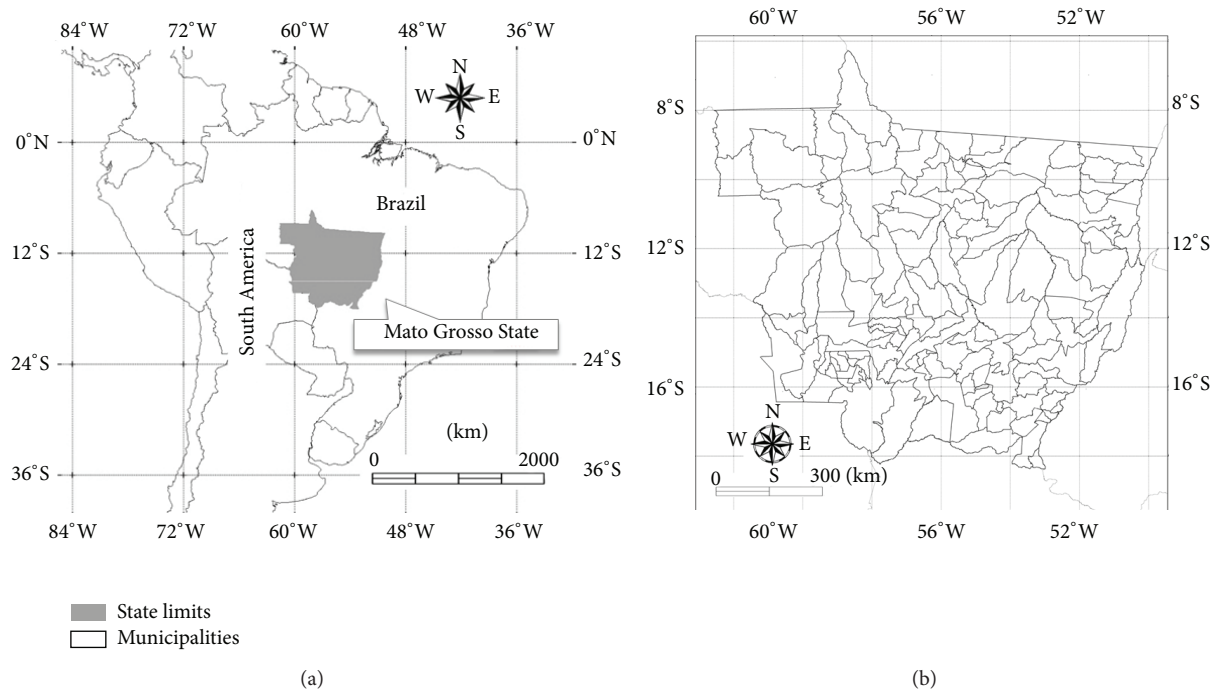 84°W 72°W 60°W 48°W 36°W
N
W E
S
0°N 0°N
Brazil
12°S 12°S
South America
Mato Grosso State
24°S 24°S
(km)
0 2000
36°S 36°S
84°W 72°W 60°W 48°W 36°W
State limits
Municipalities
(a)
60°W 56°W 52°W
8°S 8°S
12°S 12°S
16°S 16°S
N
W E
S
0 300 (km)
60°W 56°W 52°W
(b)